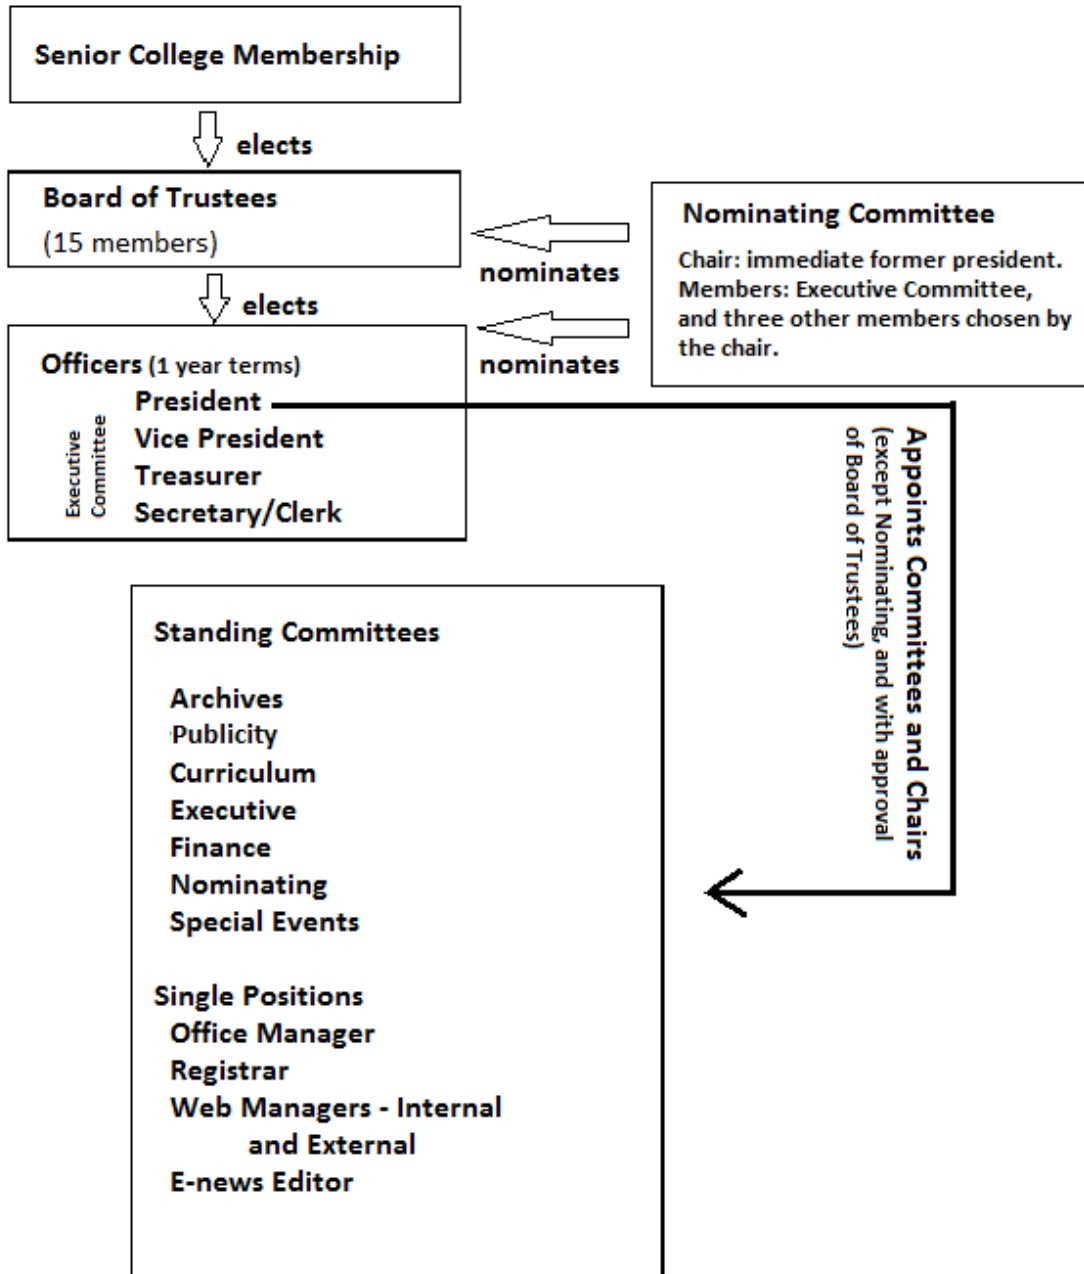 Senior College Membership
elects
Board of Trustees
(15 members)
Nominating Committee
Chair: immediate former president.
Members: Executive Committee,
and three other members chosen by
the chair.
nominates
elects
nominates
Officers (1 year terms)
President
Vice President
Treasurer
Secretary/Clerk
Executive
Committee
Appoints Committees and Chairs
(except Nominating, and with approval
of Board of Trustees)
Standing Committees
Archives
Publicity
Curriculum
Executive
Finance
Nominating
Special Events
Single Positions
Office Manager
Registrar
Web Managers - Internal
and External
E-news Editor